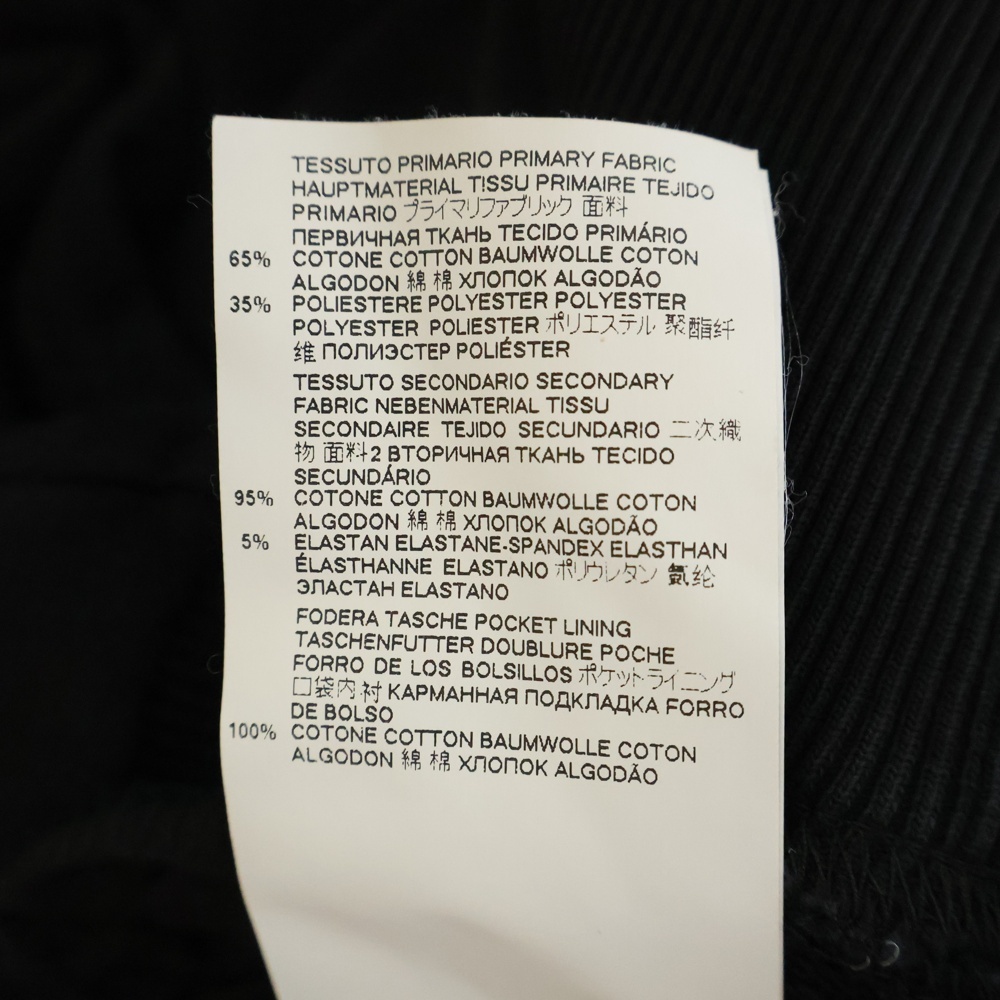 TESSUTO PRIMARIO PRIMARY FABRIC
HAUPTMATERIAL TISSU PRIMAIRE TEJIDO
PRIMARIO プライマリファブリック 面料
ПЕРВИЧНАЯ ТКАНЬ TECIDO PRIMÁRIO
65% COTONE COTTON BAUMWOLLE COTON
ALGODON 綿 棉 ХЛОПОК ALGODÃO
35% POLIESTERE POLYESTER POLYESTER
POLYESTER POLIESTER ポリエステル 聚酯纤
维 ПОЛИЭСТЕР POLIÉSTER
TESSUTO SECONDARIO SECONDARY
FABRIC NEBENMATERIAL TISSU
SECONDAIRE TEJIDO SECUNDARIO 二次織
物 面料2 ВТОРИЧНАЯ ТКАНЬ TECIDO
SECUNDÁRIO
95% COTONE COTTON BAUMWOLLE COTON
ALGODON 綿 棉 ХЛОПОК ALGODÃO
5% ELASTAN ELASTANE-SPANDEX ELASTHAN
ÉLASTHANNE ELASTANO ポリウレタン 氨纶
ЭЛАСТАН ELASTANO
FODERA TASCHE POCKET LINING
TASCHENFUTTER DOUBLURE POCHE
FORRO DE LOS BOLSILLOS ポケットライニング
口袋内衬 КАРМАННАЯ ПОДКЛАДКА FORRO
DE BOLSO
100% COTONE COTTON BAUMWOLLE COTON
ALGODON 綿 棉 ХЛОПОК ALGODÃO